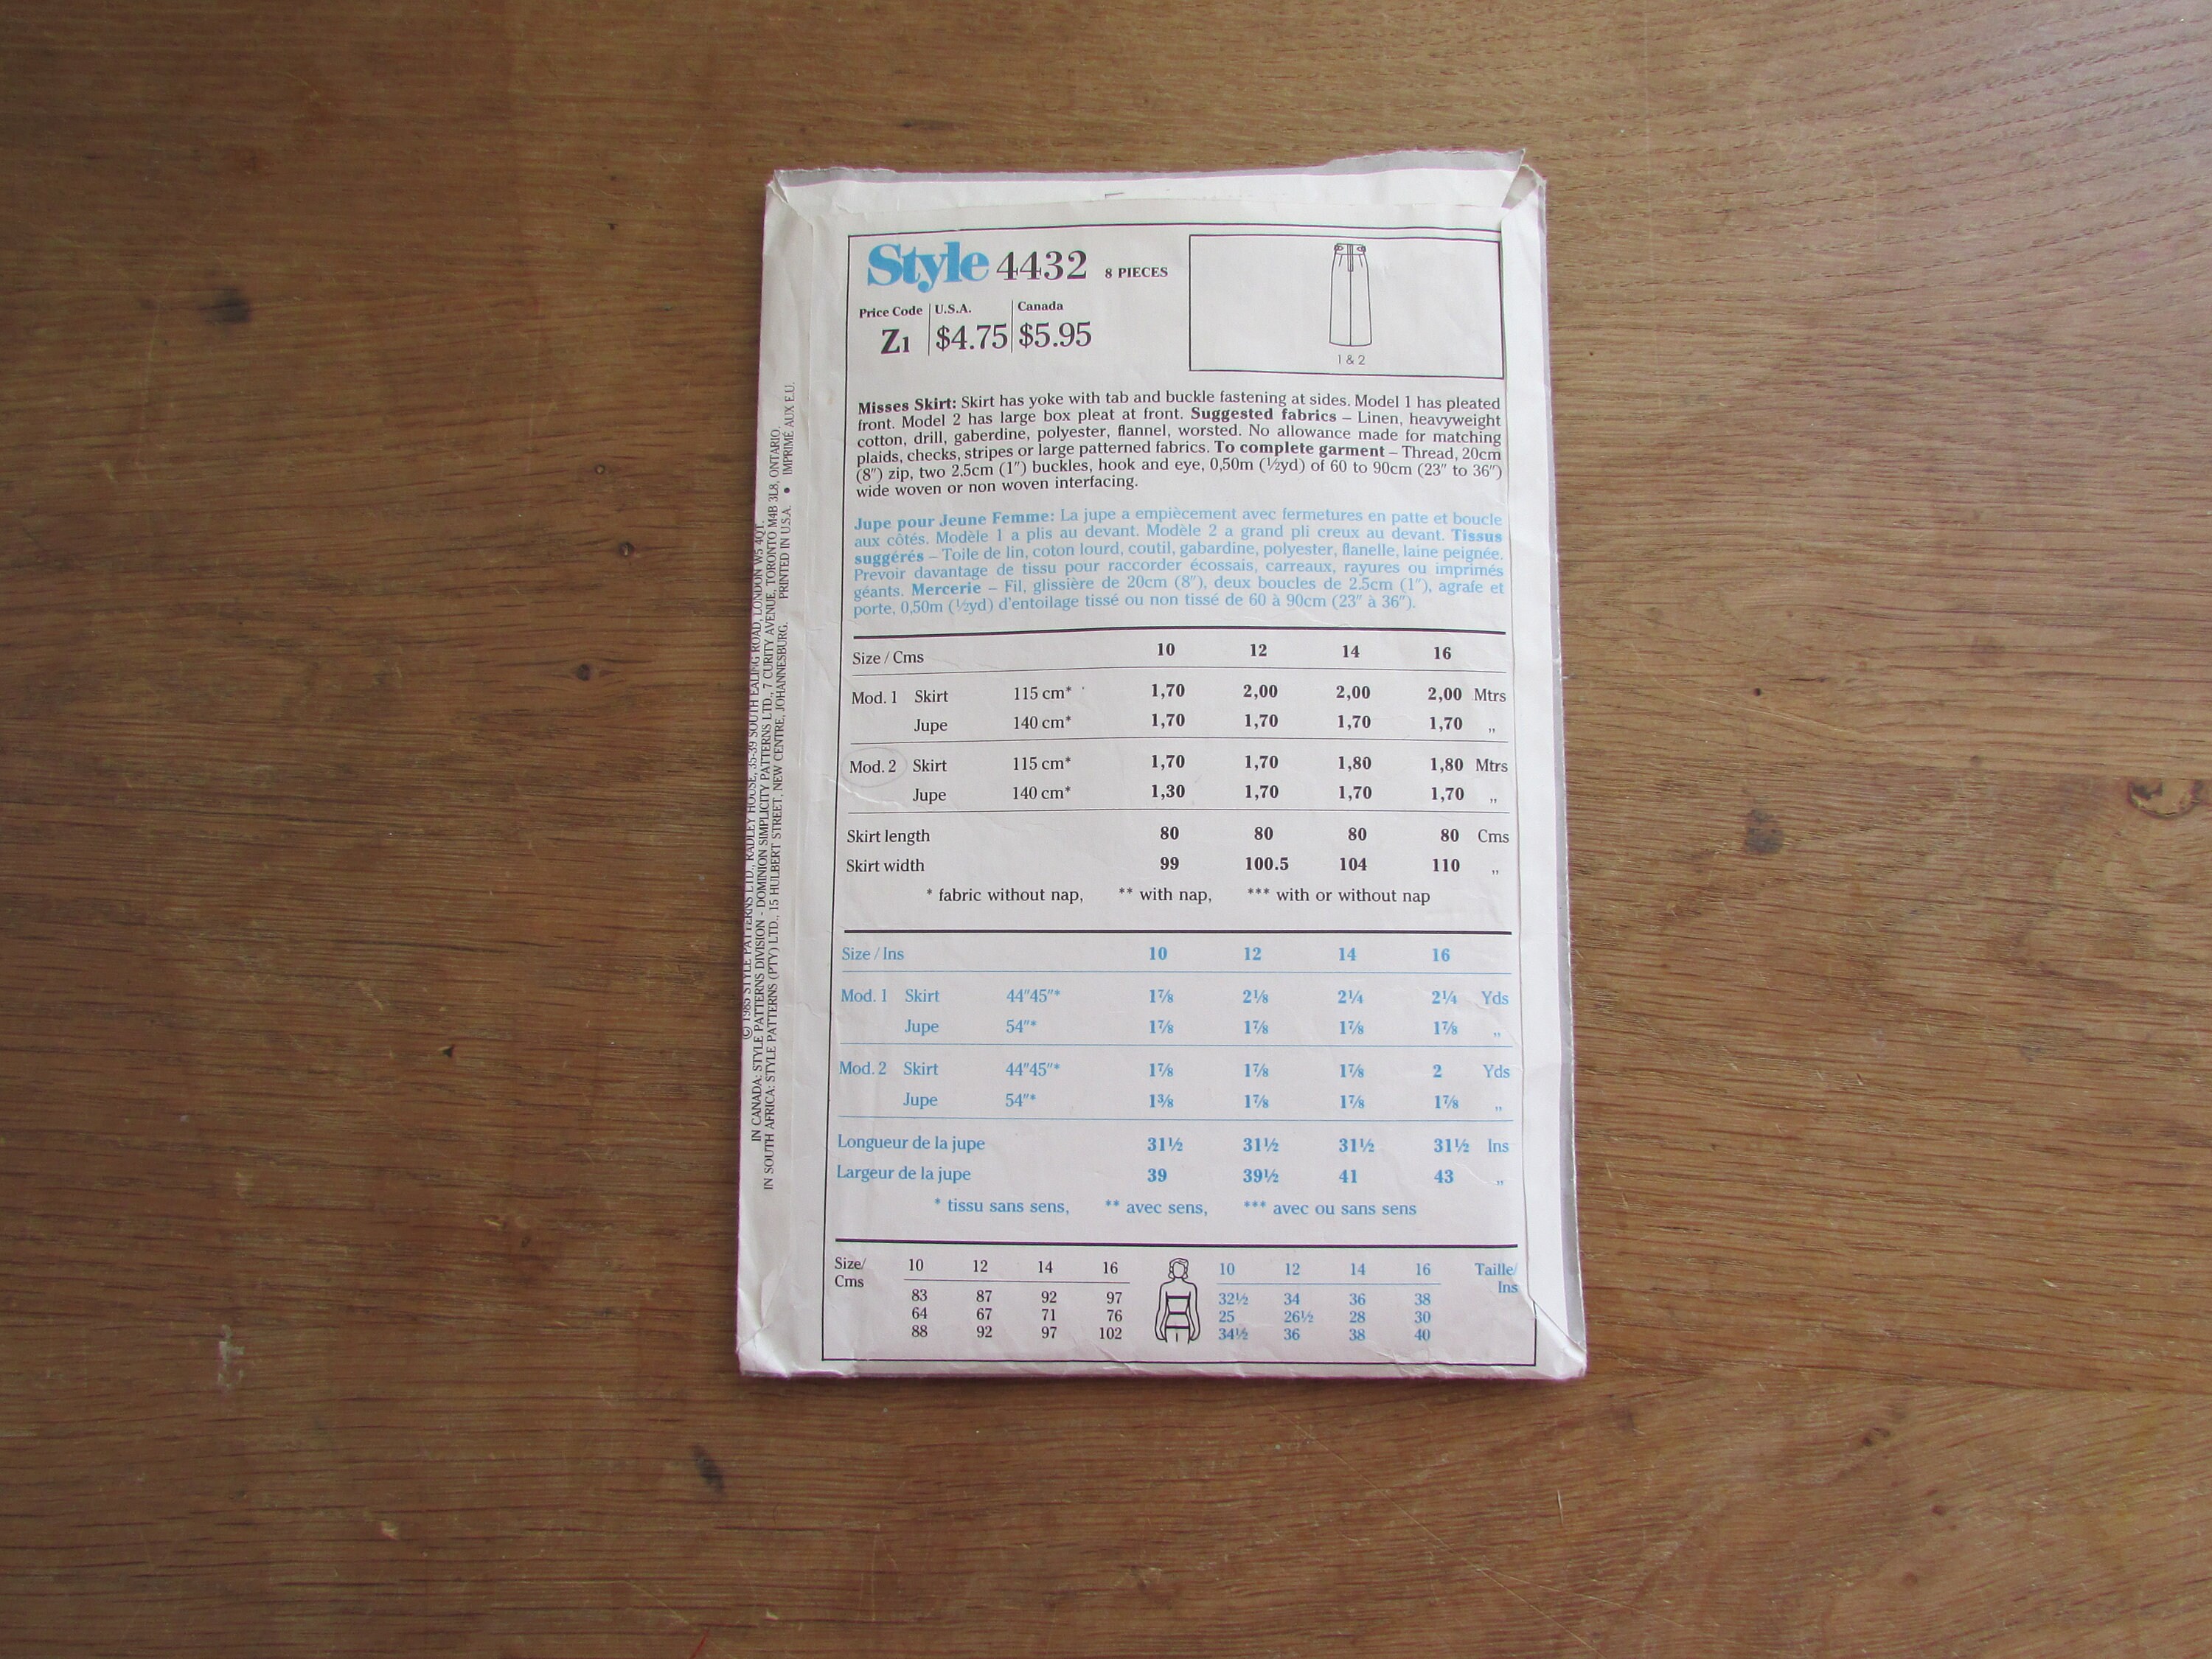 Style 4432 8 PIECES
Price Code U.S.A. Canada
Z1 $4.75 $5.95
1 & 2
Misses Skirt: Skirt has yoke with tab and buckle fastening at sides. Model 1 has pleated
front. Model 2 has large box pleat at front. Suggested fabrics – Linen, heavyweight
cotton, drill, gaberdine, polyester, flannel, worsted. No allowance made for matching
plaids, checks, stripes or large patterned fabrics. To complete garment – Thread, 20cm
(8") zip, two 2.5cm (1") buckles, hook and eye, 0,50m (½yd) of 60 to 90cm (23" to 36")
wide woven or non woven interfacing.
Jupe pour Jeune Femme: La jupe a empiècement avec fermetures en patte et boucle
aux côtés. Modèle 1 a plis au devant. Modèle 2 a grand pli creux au devant. Tissus
suggérés – Toile de lin, coton lourd, coutil, gabardine, polyester, flanelle, laine peignée.
Prevoir davantage de tissu pour raccorder écossais, carreaux, rayures ou imprimés
géants. Mercerie – Fil, glissière de 20cm (8"), deux boucles de 2.5cm (1"), agrafe et
porte, 0,50m (½yd) d'entoilage tissé ou non tissé de 60 à 90cm (23" à 36").
Size / Cms 10 12 14 16
Mod. 1 Skirt 115 cm* 1,70 2,00 2,00 2,00 Mtrs
Jupe 140 cm* 1,70 1,70 1,70 1,70 ,,
Mod. 2 Skirt 115 cm* 1,70 1,70 1,80 1,80 Mtrs
Jupe 140 cm* 1,30 1,70 1,70 1,70 ,,
Skirt length 80 80 80 80 Cms
Skirt width 99 100.5 104 110 ,,
* fabric without nap, ** with nap, *** with or without nap
Size / Ins 10 12 14 16
Mod. 1 Skirt 44"45"* 1⅞ 2⅛ 2¼ 2¼ Yds
Jupe 54"* 1⅞ 1⅞ 1⅞ 1⅞ ,,
Mod. 2 Skirt 44"45"* 1⅞ 1⅞ 1⅞ 2 Yds
Jupe 54"* 1⅜ 1⅞ 1⅞ 1⅞ ,,
Longueur de la jupe 31½ 31½ 31½ 31½ Ins
Largeur de la jupe 39 39½ 41 43 ,,
* tissu sans sens, ** avec sens, *** avec ou sans sens
Size/ 10 12 14 16 10 12 14 16 Taille/
Cms Ins
83 87 92 97 32½ 34 36 38
64 67 71 76 25 26½ 28 30
88 92 97 102 34½ 36 38 40
© 1985 STYLE PATTERNS LTD., RADLEY HOUSE, 35-39 SOUTH EALING ROAD, LONDON W5 4QT.
IN CANADA: STYLE PATTERNS DIVISION - DOMINION SIMPLICITY PATTERNS LTD., 7 CURITY AVENUE, TORONTO M4B 3L8, ONTARIO.
IN SOUTH AFRICA: STYLE PATTERNS (PTY) LTD., 15 HULBERT STREET, NEW CENTRE, JOHANNESBURG. PRINTED IN U.S.A. ● IMPRIMÉ AUX E.U.